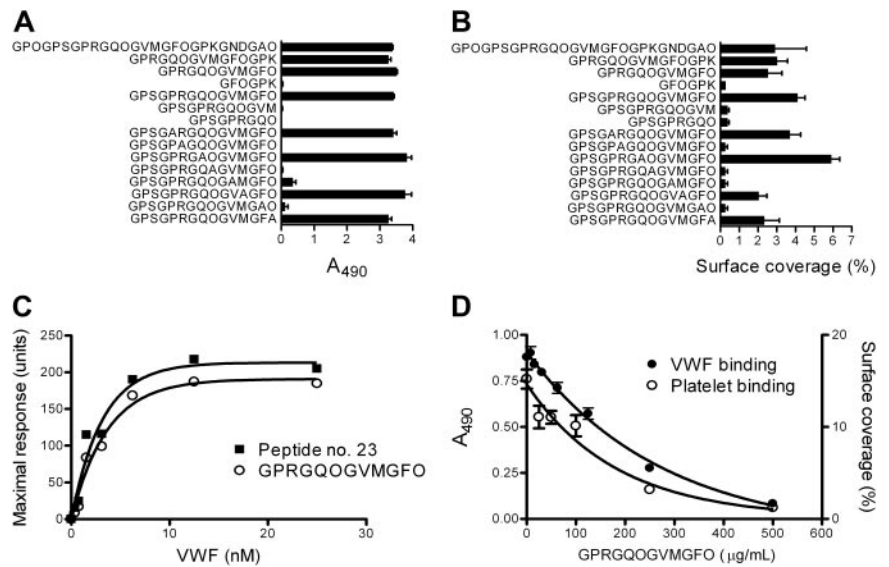 A
GPOGPSGPRGQOGVMGFOGPKGNDGAO
GPRGQOGVMGFOGPK
GPRGQOGVMGFO
GFOGPK
GPSGPRGQOGVMGFO
GPSGPRGQOGVM
GPSGPRGQO
GPSGARGQOGVMGFO
GPSGPAGQOGVMGFO
GPSGPRGAOGVMGFO
GPSGPRGQAGVMGFO
GPSGPRGQOGAMGFO
GPSGPRGQOGVAGFO
GPSGPRGQOGVMGAO
GPSGPRGQOGVMGFA
0 1 2 3 4
A490
B
GPOGPSGPRGQOGVMGFOGPKGNDGAO
GPRGQOGVMGFOGPK
GPRGQOGVMGFO
GFOGPK
GPSGPRGQOGVMGFO
GPSGPRGQOGVM
GPSGPRGQO
GPSGARGQOGVMGFO
GPSGPAGQOGVMGFO
GPSGPRGAOGVMGFO
GPSGPRGQAGVMGFO
GPSGPRGQOGAMGFO
GPSGPRGQOGVAGFO
GPSGPRGQOGVMGAO
GPSGPRGQOGVMGFA
0 1 2 3 4 5 6 7
Surface coverage (%)
C
Maximal response (units)
250
200
150
100
50
0
Peptide no. 23
GPRGQOGVMGFO
0 10 20 30
VWF (nM)
D
A490
1.00
0.75
0.50
0.25
0.00
VWF binding
Platelet binding
20
10
0
Surface coverage (%)
0 100 200 300 400 500 600
GPRGQOGVMGFO (µg/mL)